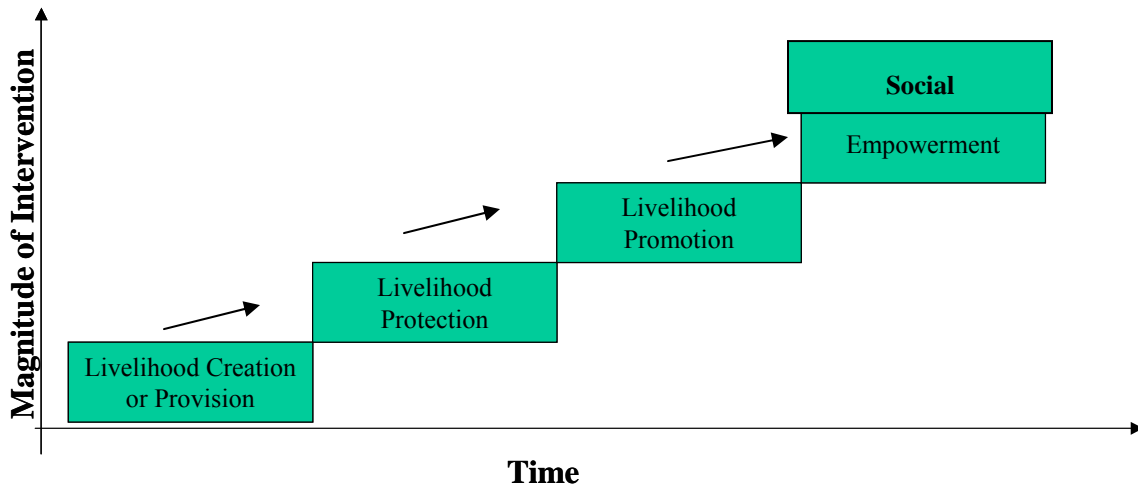 Social
Empowerment
Livelihood
Promotion
Livelihood
Protection
Livelihood Creation
or Provision
Magnitude of Intervention
Time